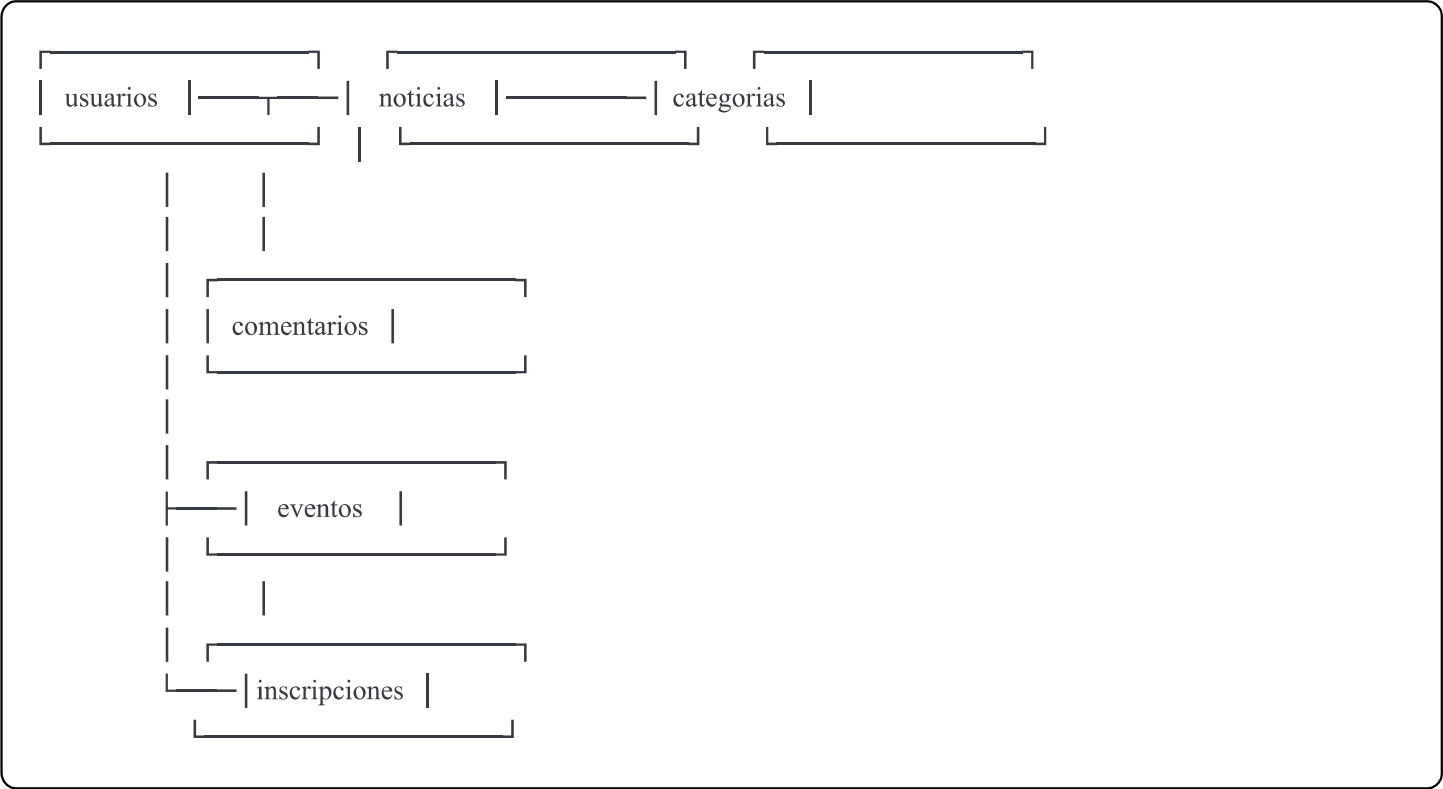 usuarios noticias categorias
comentarios
eventos
inscripciones